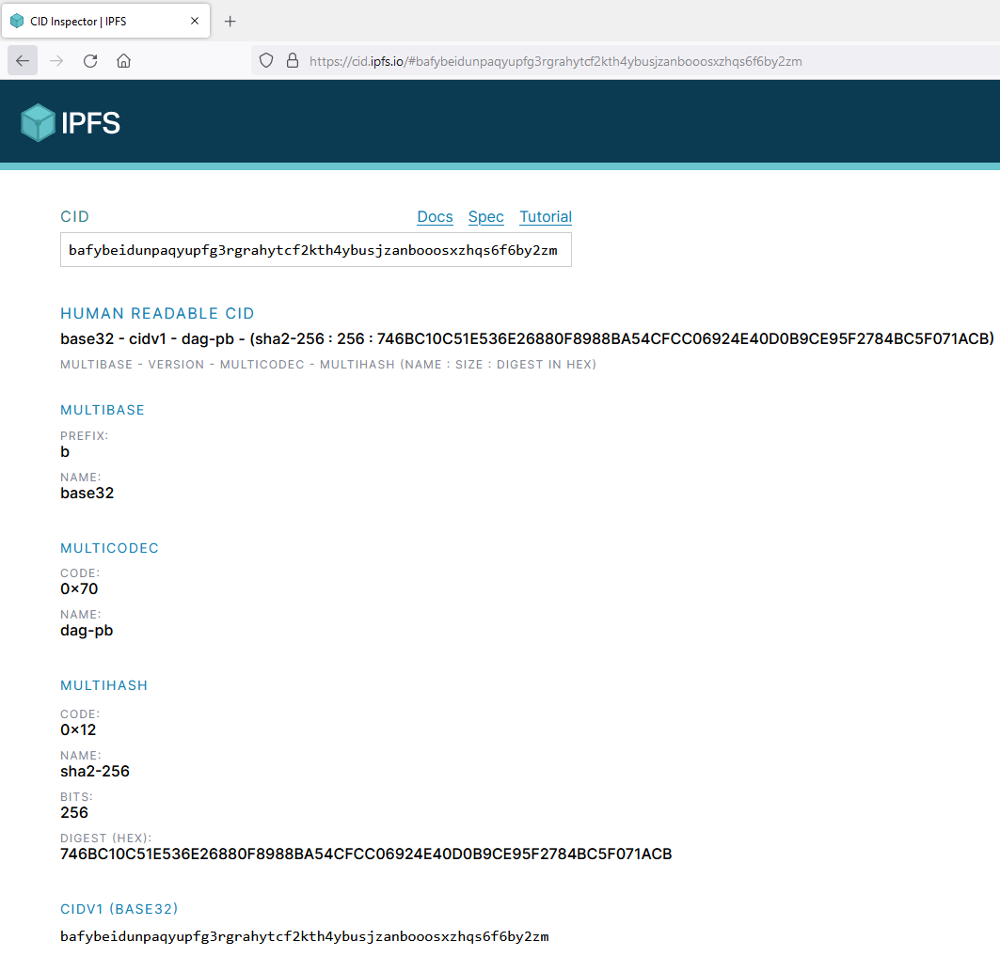 CID Inspector | IPFS
https://cid.ipfs.io/#bafybeidunpaqyupfg3rgrahytcf2kth4ybusjzanbooosxzhqs6f6by2zm
IPFS
CID Docs Spec Tutorial
bafybeidunpaqyupfg3rgrahytcf2kth4ybusjzanbooosxzhqs6f6by2zm
HUMAN READABLE CID
base32 - cidv1 - dag-pb - (sha2-256 : 256 : 746BC10C51E536E26880F8988BA54CFCC06924E40D0B9CE95F2784BC5F071ACB)
MULTIBASE - VERSION - MULTICODEC - MULTIHASH (NAME : SIZE : DIGEST IN HEX)
MULTIBASE
PREFIX:
b
NAME:
base32
MULTICODEC
CODE:
0×70
NAME:
dag-pb
MULTIHASH
CODE:
0×12
NAME:
sha2-256
BITS:
256
DIGEST (HEX):
746BC10C51E536E26880F8988BA54CFCC06924E40D0B9CE95F2784BC5F071ACB
CIDV1 (BASE32)
bafybeidunpaqyupfg3rgrahytcf2kth4ybusjzanbooosxzhqs6f6by2zm